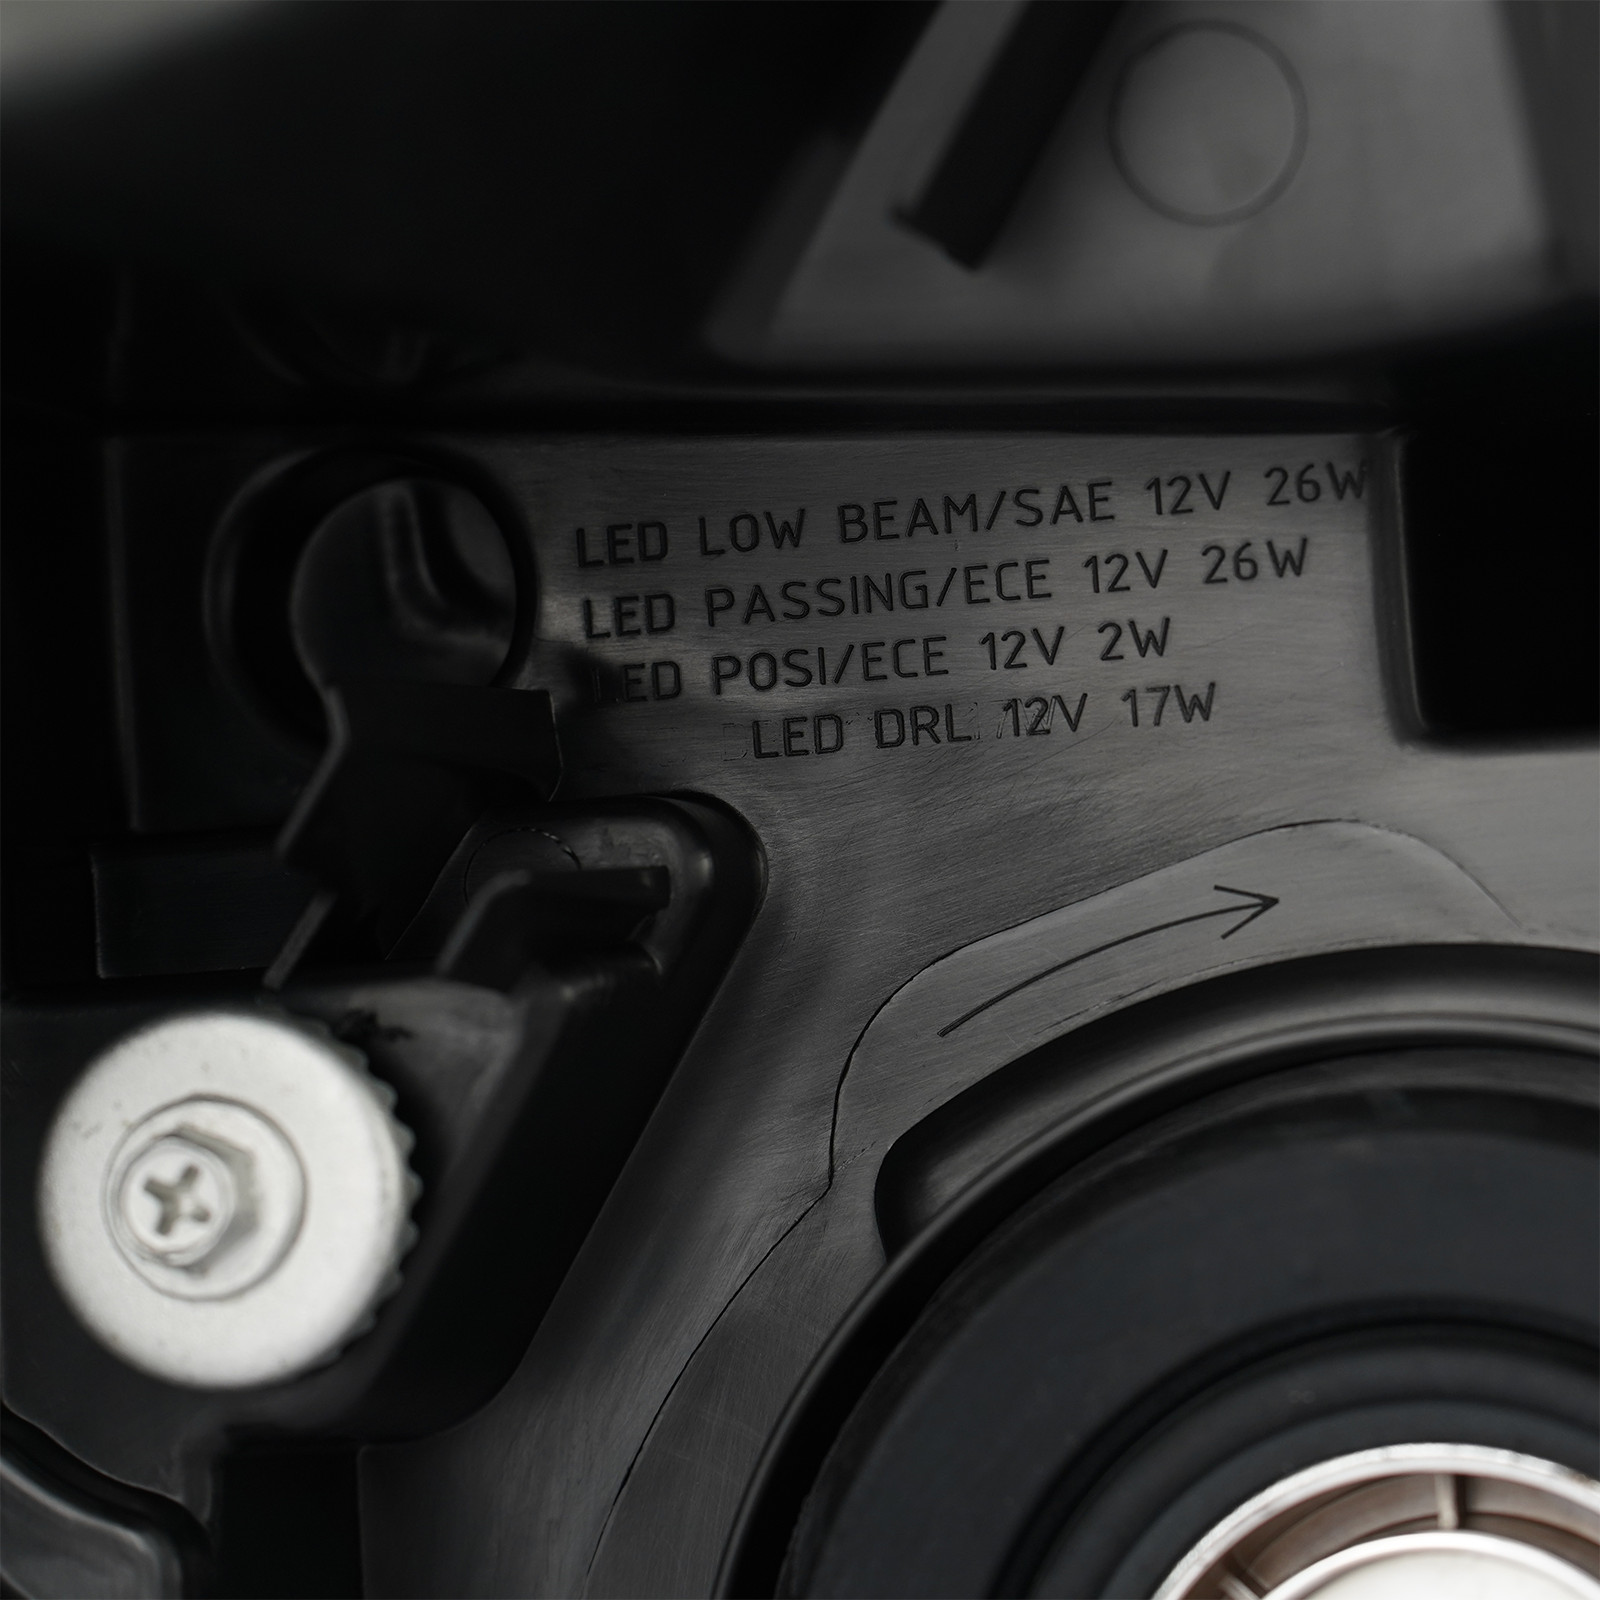 LED LOW BEAM/SAE 12V 26W
LED PASSING/ECE 12V 26W
LED POSI/ECE 12V 2W
LED DRL 12V 17W